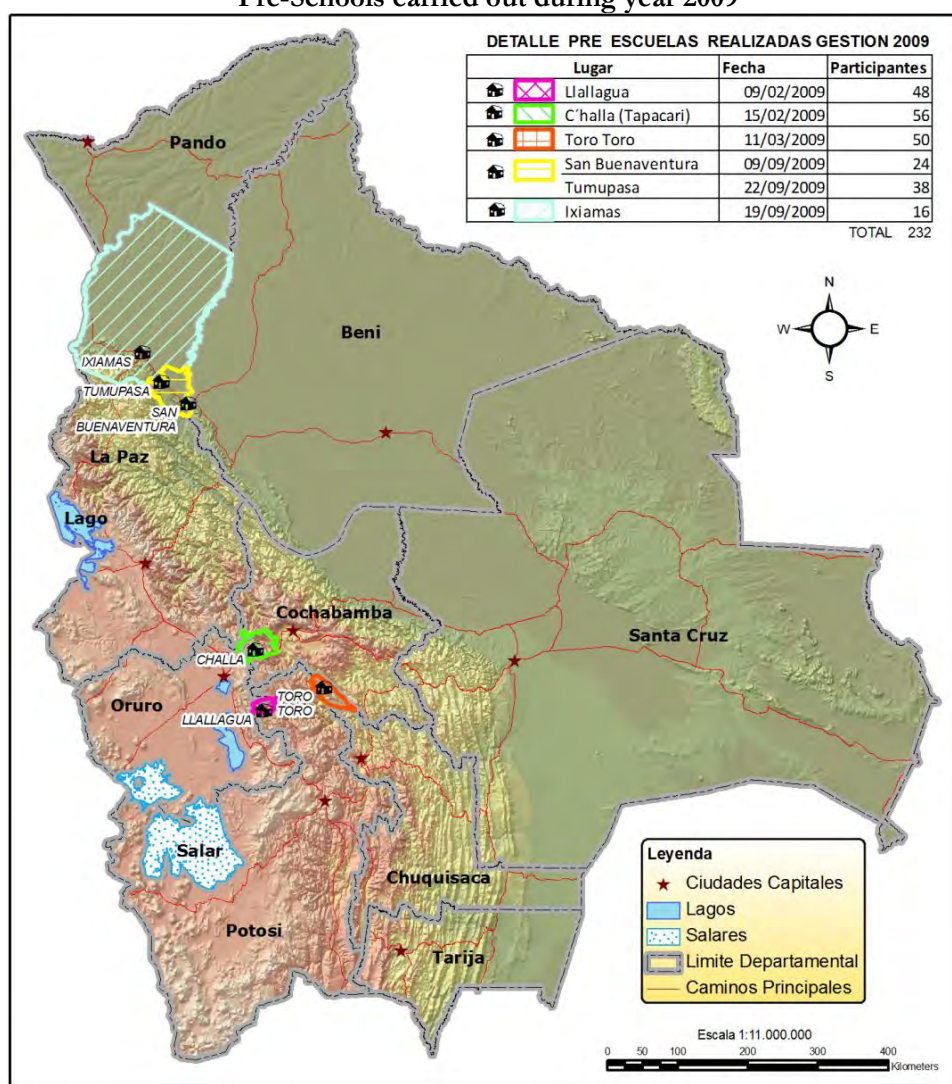 Pre-Schools carried out during year 2009
DETALLE PRE ESCUELAS REALIZADAS GESTION 2009
Lugar Fecha Participantes
Llallagua 09/02/2009 48
C´halla (Tapacari) 15/02/2009 56
Toro Toro 11/03/2009 50
San Buenaventura 09/09/2009 24
Tumupasa 22/09/2009 38
Ixiamas 19/09/2009 16
TOTAL 232
Pando
N
W E
S
Beni
IXIAMAS
TUMUPASA
SAN
BUENAVENTURA
La Paz
Lago
Cochabamba
Santa Cruz
CHALLA
TORO
TORO
Oruro
LLALLAGUA
Salar
Chuquisaca
Potosi
Tarija
Leyenda
Ciudades Capitales
Lagos
Salares
Limite Departamental
Caminos Principales
Escala 1:11.000.000
0 50 100 200 300 400
Kilometers